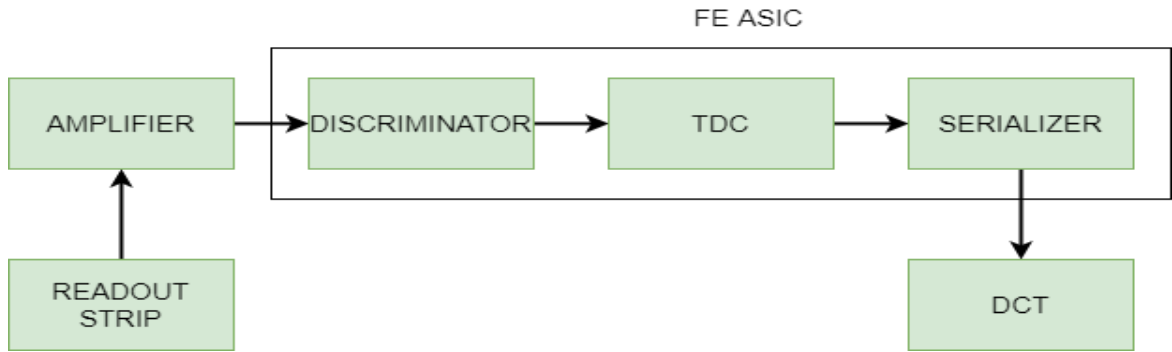 FE ASIC
AMPLIFIER
DISCRIMINATOR
TDC
SERIALIZER
READOUT
STRIP
DCT